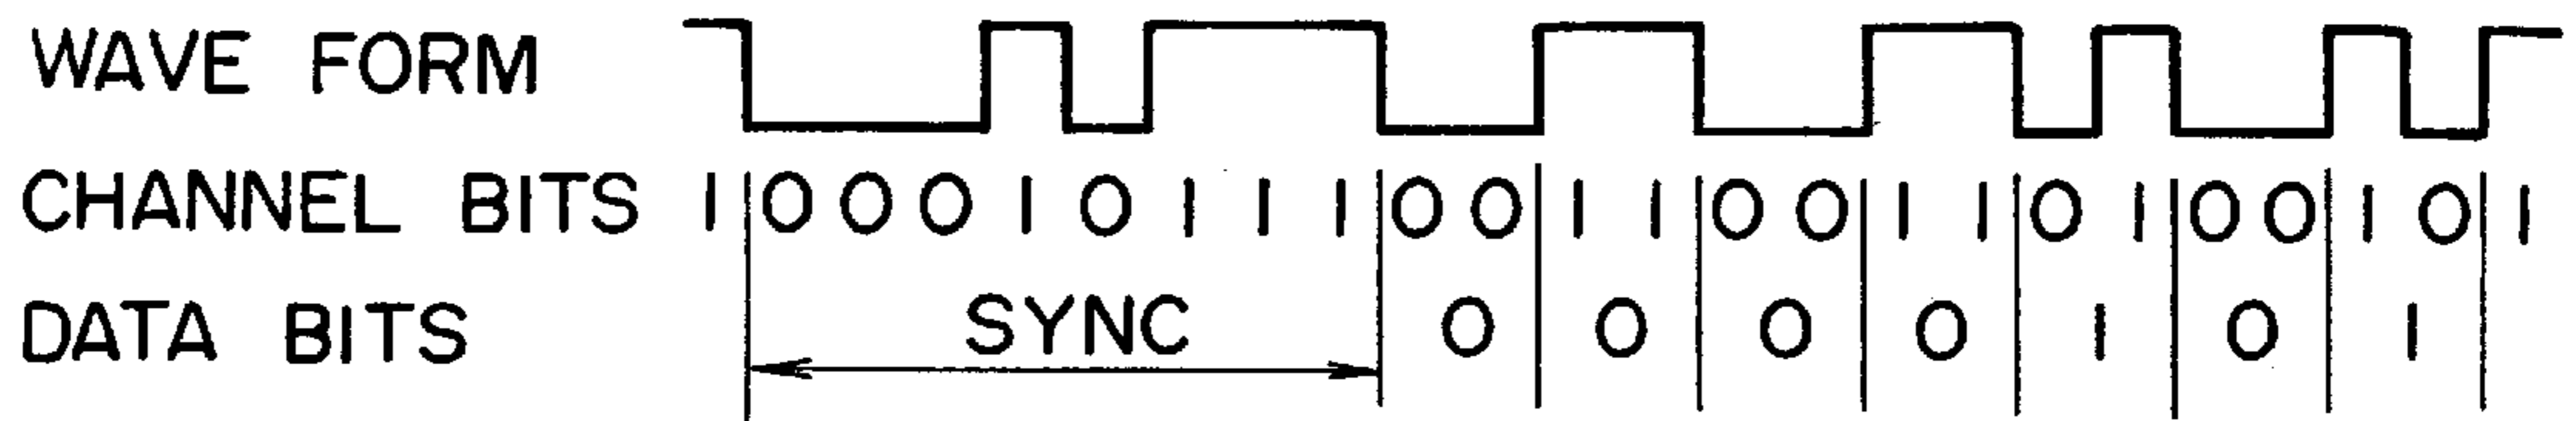 WAVE FORM
CHANNEL BITS 1 0 0 0 1 0 1 1 1 0 0 1 1 0 0 1 1 0 1 0 0 1 0 1
DATA BITS SYNC 0 0 0 0 1 0 1